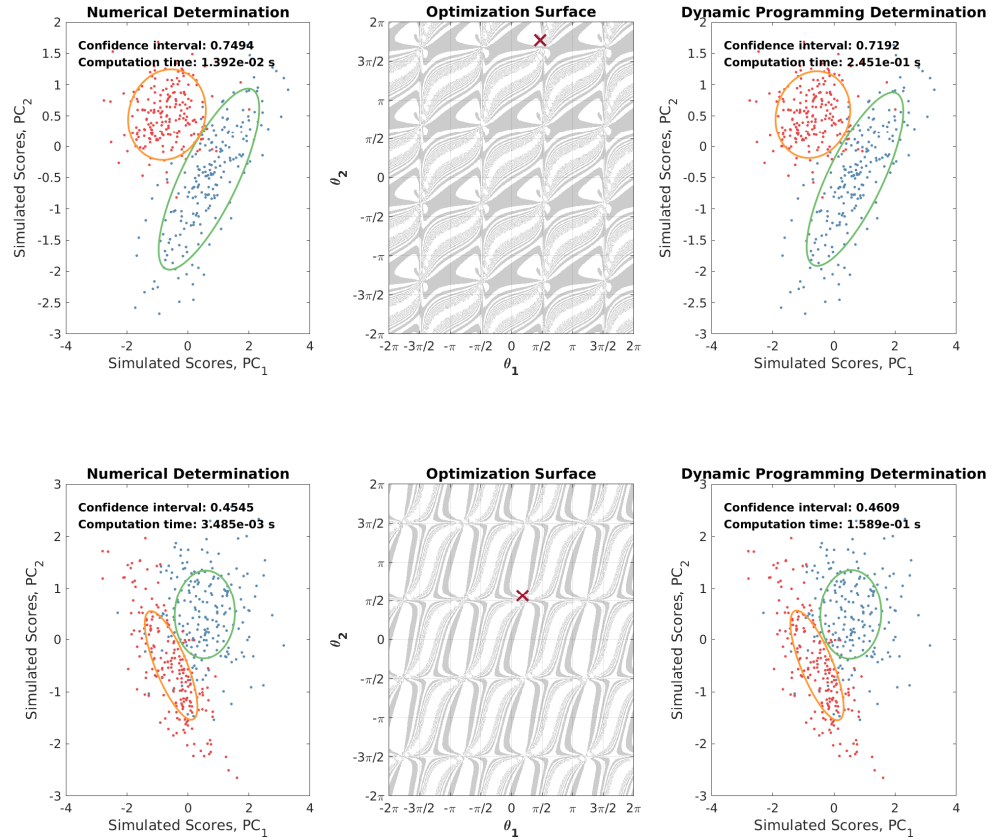 Numerical Determination
Confidence interval: 0.7494
Computation time: 1.392e-02 s
Simulated Scores, PC2
2
1.5
1
0.5
0
-0.5
-1
-1.5
-2
-2.5
-3
-4
-2
0
2
4
Simulated Scores, PC1
Optimization Surface
θ2
2π
3π/2
π
π/2
0
-π/2
-π
-3π/2
-2π
-2π
-3π/2
-π
-π/2
0
π/2
π
3π/2
2π
θ1
Dynamic Programming Determination
Confidence interval: 0.7192
Computation time: 2.451e-01 s
Simulated Scores, PC2
2
1.5
1
0.5
0
-0.5
-1
-1.5
-2
-2.5
-3
-4
-2
0
2
4
Simulated Scores, PC1
Numerical Determination
Confidence interval: 0.4545
Computation time: 3.485e-03 s
Simulated Scores, PC2
3
2
1
0
-1
-2
-3
-4
-2
0
2
4
Simulated Scores, PC1
Optimization Surface
θ2
2π
3π/2
π
π/2
0
-π/2
-π
-3π/2
-2π
-2π
-3π/2
-π
-π/2
0
π/2
π
3π/2
2π
θ1
Dynamic Programming Determination
Confidence interval: 0.4609
Computation time: 1.589e-01 s
Simulated Scores, PC2
3
2
1
0
-1
-2
-3
-4
-2
0
2
4
Simulated Scores, PC1